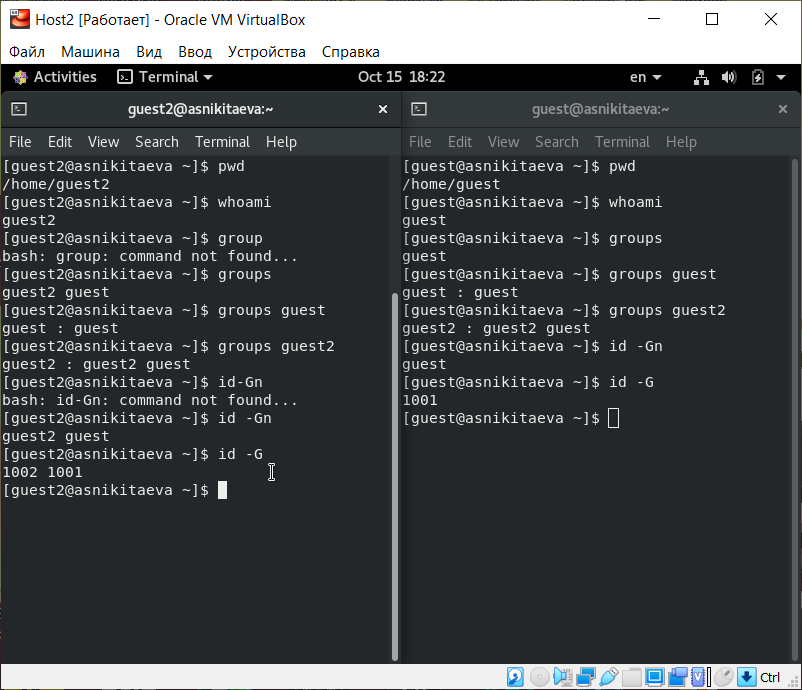 Host2 [Работает] - Oracle VM VirtualBox
Файл Машина Вид Ввод Устройства Справка
Activities Terminal Oct 15 18:22 en
guest2@asnikitaeva:~
File Edit View Search Terminal Help
[guest2@asnikitaeva ~]$ pwd
/home/guest2
[guest2@asnikitaeva ~]$ whoami
guest2
[guest2@asnikitaeva ~]$ group
bash: group: command not found...
[guest2@asnikitaeva ~]$ groups
guest2 guest
[guest2@asnikitaeva ~]$ groups guest
guest : guest
[guest2@asnikitaeva ~]$ groups guest2
guest2 : guest2 guest
[guest2@asnikitaeva ~]$ id-Gn
bash: id-Gn: command not found...
[guest2@asnikitaeva ~]$ id -Gn
guest2 guest
[guest2@asnikitaeva ~]$ id -G
1002 1001
[guest2@asnikitaeva ~]$
guest@asnikitaeva:~
File Edit View Search Terminal Help
[guest@asnikitaeva ~]$ pwd
/home/guest
[guest@asnikitaeva ~]$ whoami
guest
[guest@asnikitaeva ~]$ groups
guest
[guest@asnikitaeva ~]$ groups guest
guest : guest
[guest@asnikitaeva ~]$ groups guest2
guest2 : guest2 guest
[guest@asnikitaeva ~]$ id -Gn
guest
[guest@asnikitaeva ~]$ id -G
1001
[guest@asnikitaeva ~]$
Ctrl